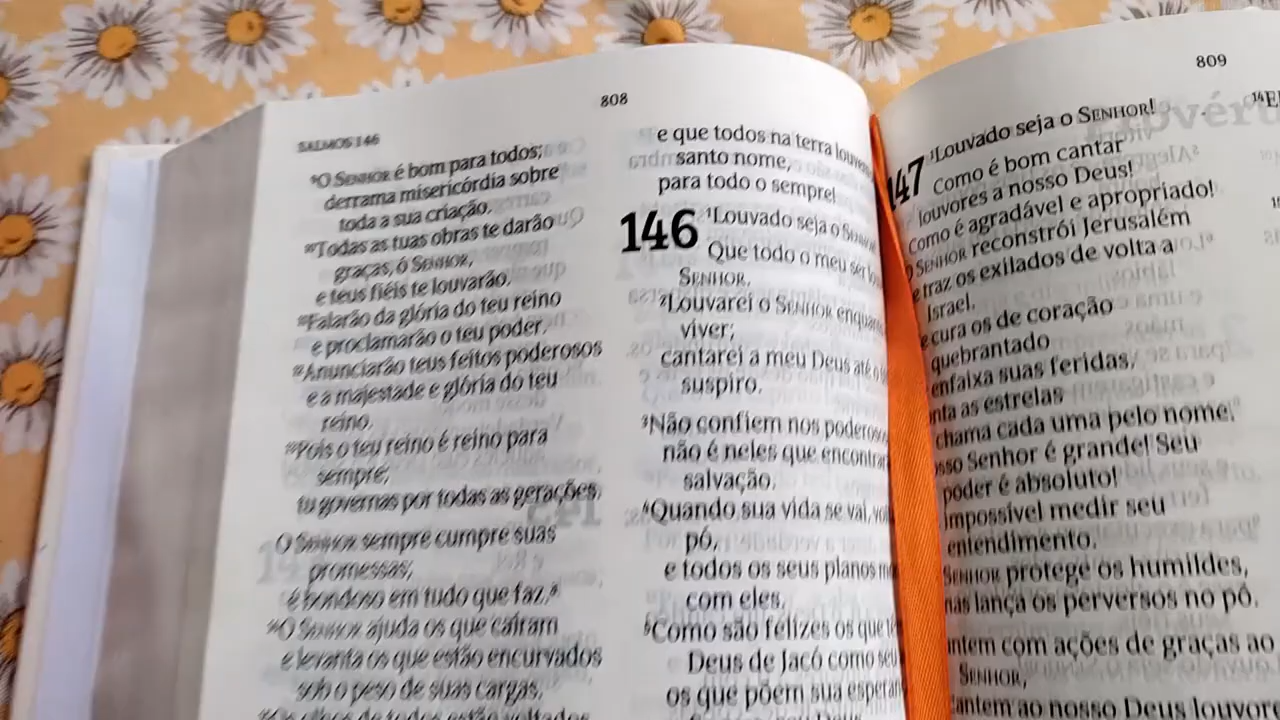 808
SALMOS 146
⁹O SENHOR é bom para todos;
derrama misericórdia sobre
toda a sua criação.
¹⁰Todas as tuas obras te darão
graças, ó SENHOR,
e teus fiéis te louvarão.
¹¹Falarão da glória do teu reino
e proclamarão o teu poder.
¹²Anunciarão teus feitos poderosos
e a majestade e glória do teu
reino.
¹³Pois o teu reino é reino para
sempre;
tu governas por todas as gerações.
O SENHOR sempre cumpre suas
promessas;
é bondoso em tudo que faz.
¹⁴O SENHOR ajuda os que caíram
e levanta os que estão encurvados
sob o peso de suas cargas.
e que todos na terra
santo nome,
para todo o sempre!
146 ¹Louvado seja o
Que todo o meu ser
SENHOR.
²Louvarei o SENHOR
viver;
cantarei a meu Deus até
suspiro.
³Não confiem nos
não é neles que
salvação.
⁴Quando sua vida se vai,
pó,
e todos os seus planos
com eles.
⁵Como são felizes os que
Deus de Jacó como
os que põem sua
809
147 ¹Louvado seja o SENHOR!
Como é bom cantar
louvores a nosso Deus!
Como é agradável e apropriado!
SENHOR reconstrói Jerusalém
e traz os exilados de volta a
Israel.
cura os de coração
quebrantado
enfaixa suas feridas,
as estrelas
chama cada uma pelo nome.
Senhor é grande! Seu
poder é absoluto!
impossível medir seu
entendimento.
SENHOR protege os humildes,
mas lança os perversos no pó.
com ações de graças ao
SENHOR,
ao nosso Deus